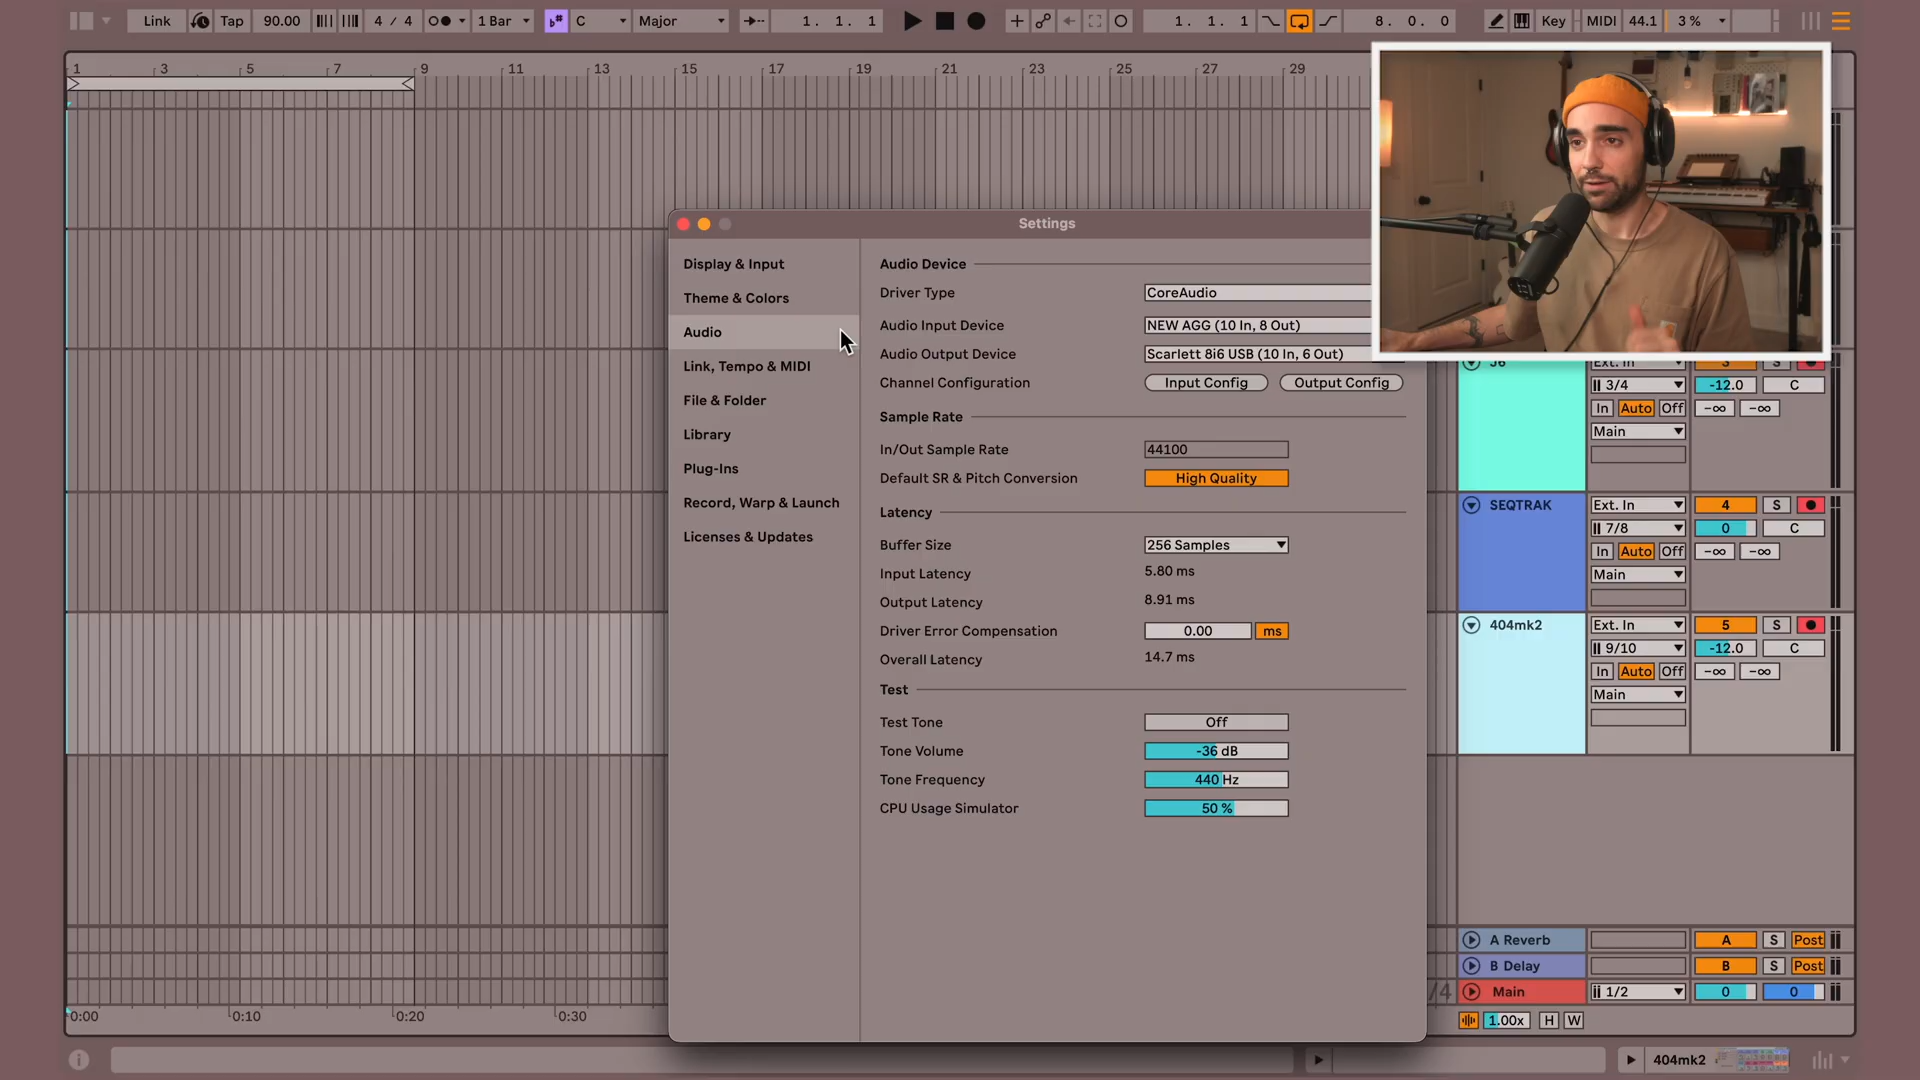 Link Tap 90.00 4 / 4 1 Bar C Major 1. 1. 1 1. 1. 1 8. 0. 0 Key MIDI 44.1 3 %
1 3 5 7 9 11 13 15 17 19 21 23 25 27 29
Settings
Display & Input
Theme & Colors
Audio
Link, Tempo & MIDI
File & Folder
Library
Plug-Ins
Record, Warp & Launch
Licenses & Updates
Audio Device
Driver Type CoreAudio
Audio Input Device NEW AGG (10 In, 8 Out)
Audio Output Device Scarlett 8i6 USB (10 In, 6 Out)
Channel Configuration Input Config Output Config
Sample Rate
In/Out Sample Rate 44100
Default SR & Pitch Conversion High Quality
Latency
Buffer Size 256 Samples
Input Latency 5.80 ms
Output Latency 8.91 ms
Driver Error Compensation 0.00 ms
Overall Latency 14.7 ms
Test
Test Tone Off
Tone Volume -36 dB
Tone Frequency 440 Hz
CPU Usage Simulator 50 %
J6 Ext. In 3 S
3/4 -12.0 C
In Auto Off -∞ -∞
Main
SEQTRAK Ext. In 4 S
7/8 0 C
In Auto Off -∞ -∞
Main
404mk2 Ext. In 5 S
9/10 -12.0 C
In Auto Off -∞ -∞
Main
A Reverb A S Post
B Delay B S Post
/4 Main 1/2 0 0
0:00 0:10 0:20 0:30 1.00x H W
404mk2